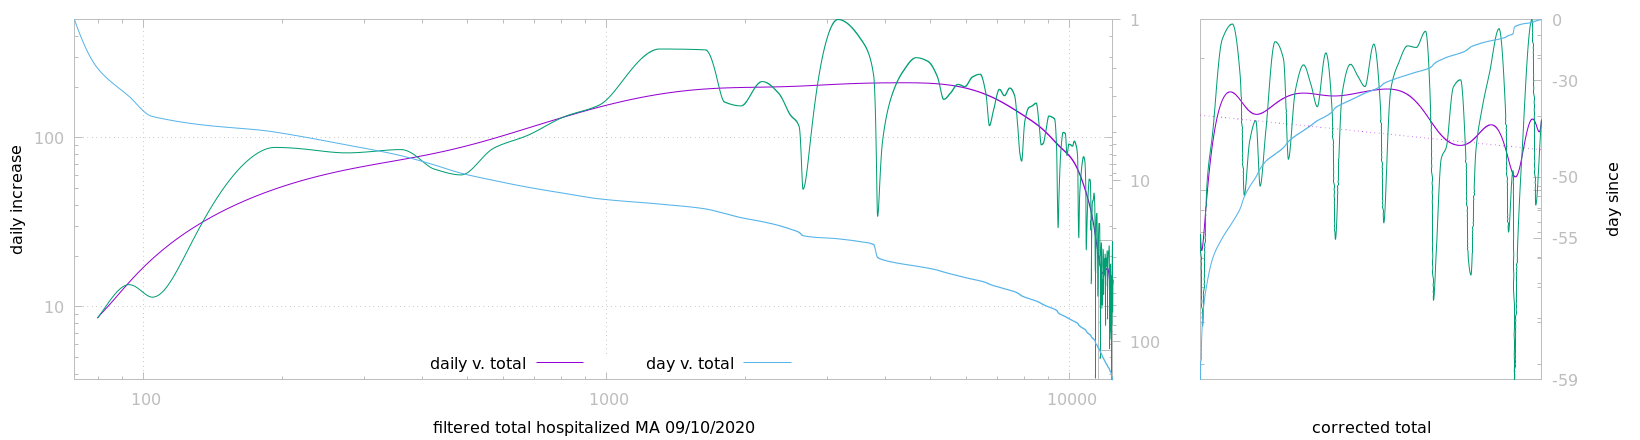 1
0
-30
100
daily increase
10
-50
day since
-55
10
100
daily v. total
day v. total
-59
100
1000
10000
filtered total hospitalized MA 09/10/2020
corrected total